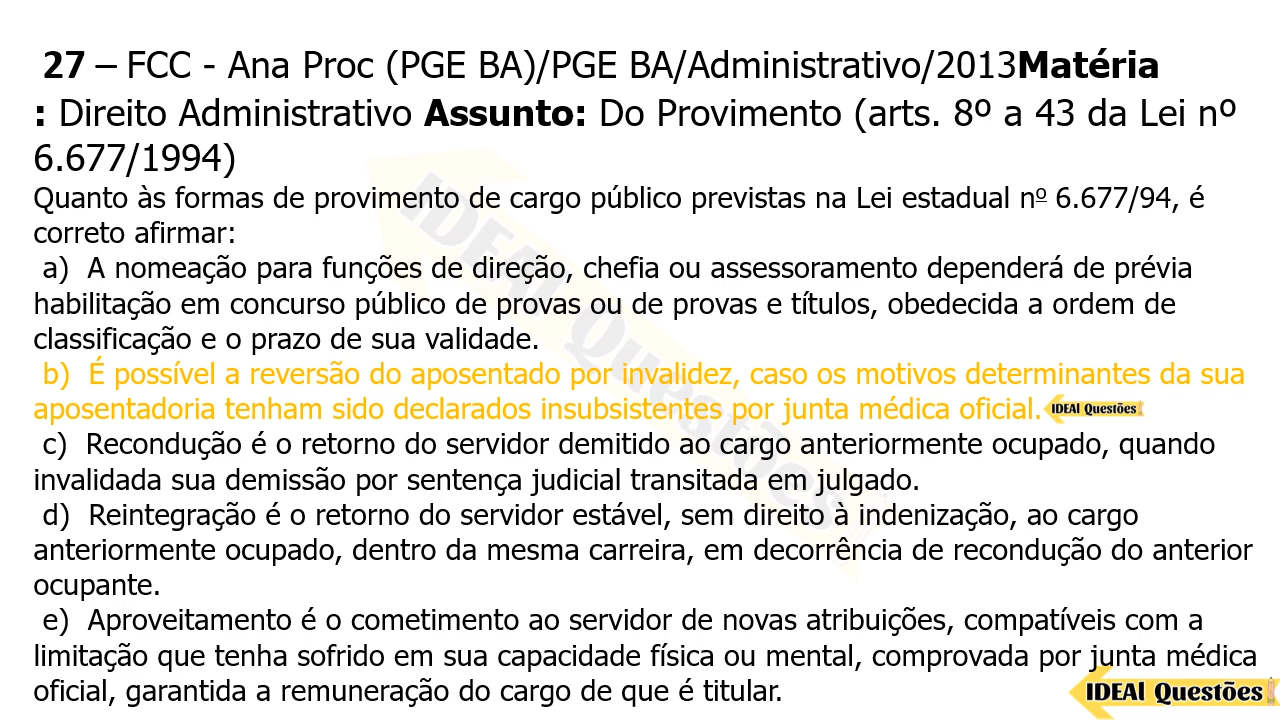 27 – FCC - Ana Proc (PGE BA)/PGE BA/Administrativo/2013Matéria
: Direito Administrativo Assunto: Do Provimento (arts. 8º a 43 da Lei nº
6.677/1994)
Quanto às formas de provimento de cargo público previstas na Lei estadual nº 6.677/94, é
correto afirmar:
a) A nomeação para funções de direção, chefia ou assessoramento dependerá de prévia
habilitação em concurso público de provas ou de provas e títulos, obedecida a ordem de
classificação e o prazo de sua validade.
b) É possível a reversão do aposentado por invalidez, caso os motivos determinantes da sua
aposentadoria tenham sido declarados insubsistentes por junta médica oficial. IDEAl Questões
c) Recondução é o retorno do servidor demitido ao cargo anteriormente ocupado, quando
invalidada sua demissão por sentença judicial transitada em julgado.
d) Reintegração é o retorno do servidor estável, sem direito à indenização, ao cargo
anteriormente ocupado, dentro da mesma carreira, em decorrência de recondução do anterior
ocupante.
e) Aproveitamento é o cometimento ao servidor de novas atribuições, compatíveis com a
limitação que tenha sofrido em sua capacidade física ou mental, comprovada por junta médica
oficial, garantida a remuneração do cargo de que é titular.
IDEAl Questões
IDEAl Questões